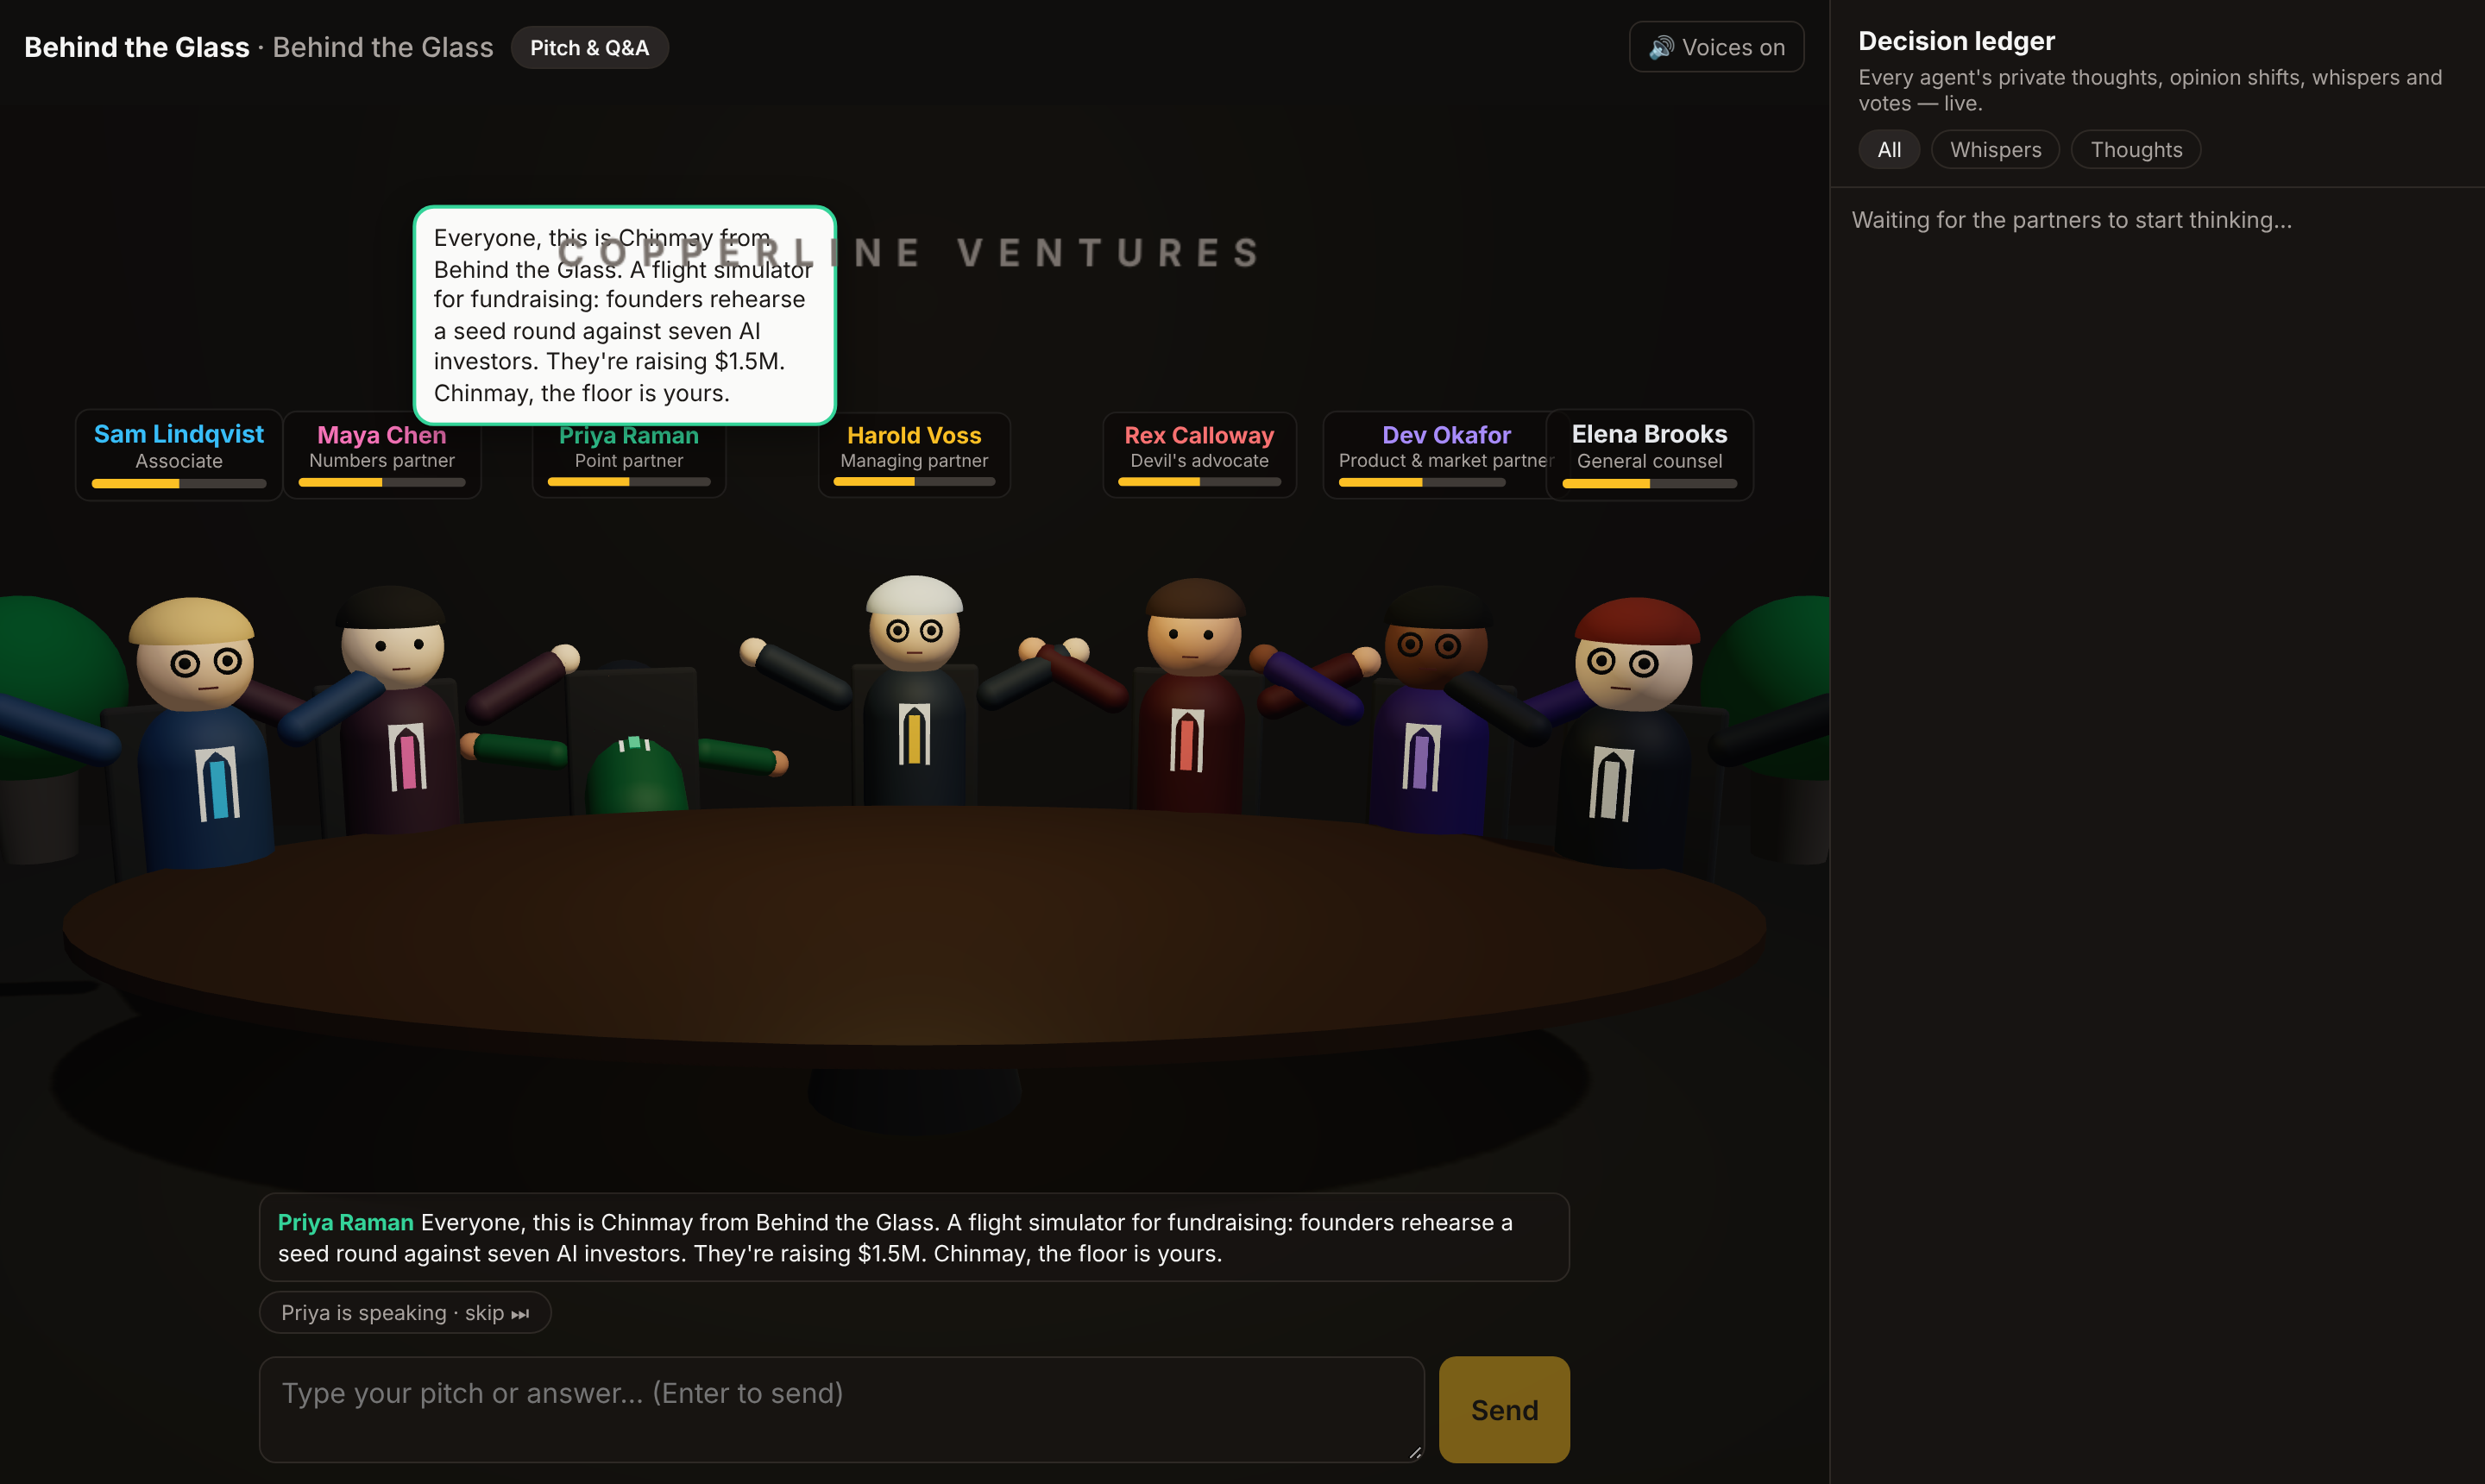 Behind the Glass · Behind the Glass
Pitch & Q&A
🔊 Voices on
Everyone, this is Chinmay from
Behind the Glass. A flight simulator
for fundraising: founders rehearse
a seed round against seven AI
investors. They're raising $1.5M.
Chinmay, the floor is yours.
COPPERLINE VENTURES
Sam Lindqvist
Associate
Maya Chen
Numbers partner
Priya Raman
Point partner
Harold Voss
Managing partner
Rex Calloway
Devil's advocate
Dev Okafor
Product & market partner
Elena Brooks
General counsel
Priya Raman Everyone, this is Chinmay from Behind the Glass. A flight simulator for fundraising: founders rehearse a
seed round against seven AI investors. They're raising $1.5M. Chinmay, the floor is yours.
Priya is speaking · skip ⏭
Type your pitch or answer... (Enter to send)
Send
Decision ledger
Every agent's private thoughts, opinion shifts, whispers and
votes — live.
All
Whispers
Thoughts
Waiting for the partners to start thinking...